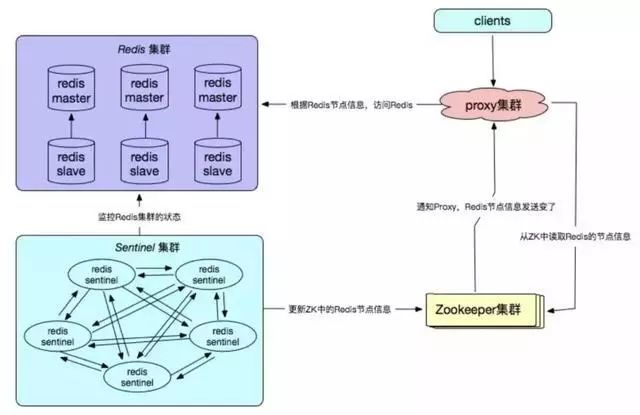 Redis 集群
redis
master
redis
master
redis
master
redis
slave
redis
slave
redis
slave
clients
proxy集群
根据Redis节点信息，访问Redis
监控Redis集群的状态
通知Proxy，Redis节点信息发送变了
从ZK中读取Redis的节点信息
Sentinel 集群
redis
sentinel
redis
sentinel
redis
sentinel
redis
sentinel
redis
sentinel
更新ZK中的Redis节点信息
Zookeeper集群